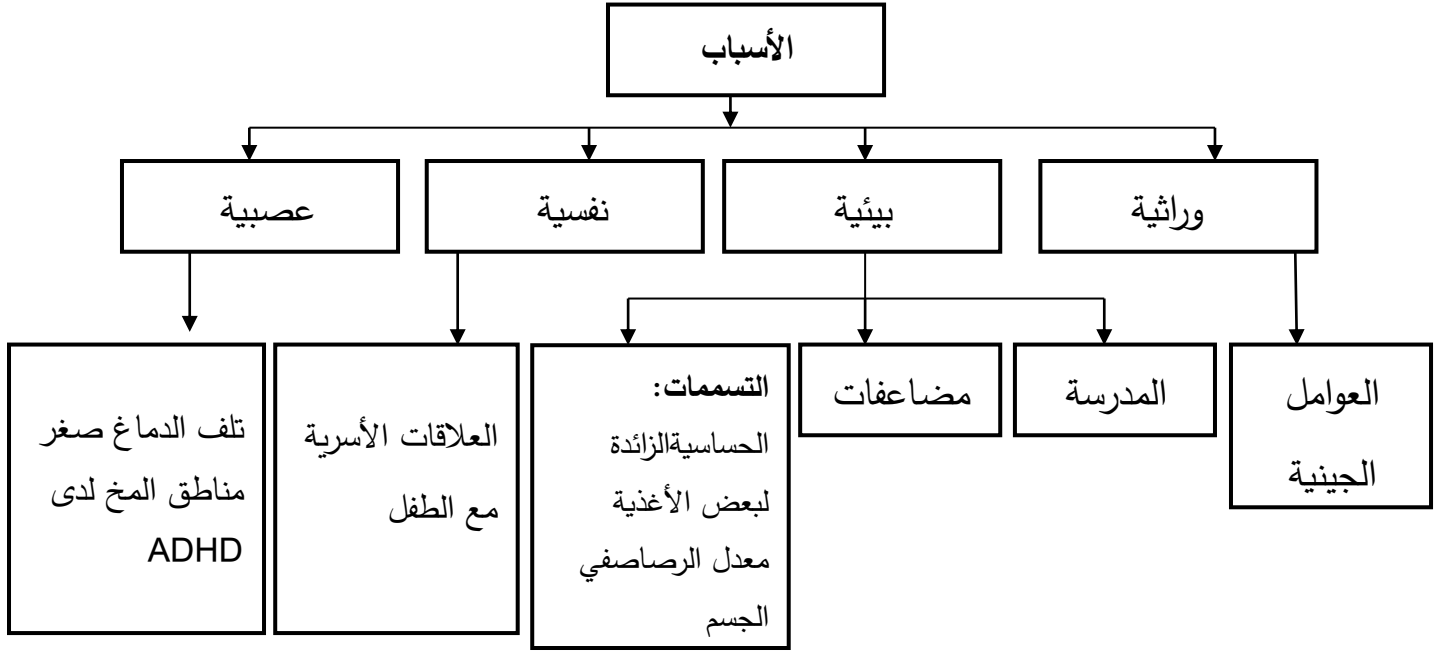 الأسباب
وراثية
بيئية
نفسية
عصبية
العوامل
الجينية
المدرسة
مضاعفات
التسممات:
الحساسيةالزائدة
لبعض الأغذية
معدل الرصاصفي
الجسم
العلاقات الأسرية
مع الطفل
تلف الدماغ صغر
مناطق المخ لدى
ADHD